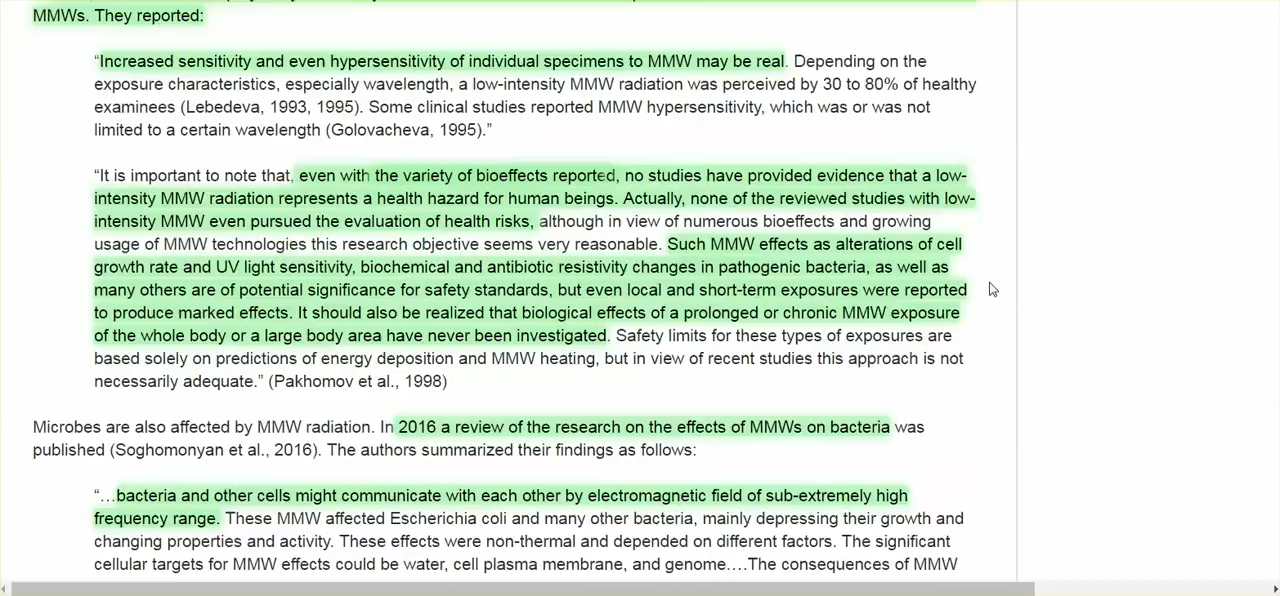 MMWs. They reported:
“Increased sensitivity and even hypersensitivity of individual specimens to MMW may be real. Depending on the
exposure characteristics, especially wavelength, a low-intensity MMW radiation was perceived by 30 to 80% of healthy
examinees (Lebedeva, 1993, 1995). Some clinical studies reported MMW hypersensitivity, which was or was not
limited to a certain wavelength (Golovacheva, 1995).”
“It is important to note that, even with the variety of bioeffects reported, no studies have provided evidence that a low-
intensity MMW radiation represents a health hazard for human beings. Actually, none of the reviewed studies with low-
intensity MMW even pursued the evaluation of health risks, although in view of numerous bioeffects and growing
usage of MMW technologies this research objective seems very reasonable. Such MMW effects as alterations of cell
growth rate and UV light sensitivity, biochemical and antibiotic resistivity changes in pathogenic bacteria, as well as
many others are of potential significance for safety standards, but even local and short-term exposures were reported
to produce marked effects. It should also be realized that biological effects of a prolonged or chronic MMW exposure
of the whole body or a large body area have never been investigated. Safety limits for these types of exposures are
based solely on predictions of energy deposition and MMW heating, but in view of recent studies this approach is not
necessarily adequate.” (Pakhomov et al., 1998)
Microbes are also affected by MMW radiation. In 2016 a review of the research on the effects of MMWs on bacteria was
published (Soghomonyan et al., 2016). The authors summarized their findings as follows:
“…bacteria and other cells might communicate with each other by electromagnetic field of sub-extremely high
frequency range. These MMW affected Escherichia coli and many other bacteria, mainly depressing their growth and
changing properties and activity. These effects were non-thermal and depended on different factors. The significant
cellular targets for MMW effects could be water, cell plasma membrane, and genome….The consequences of MMW